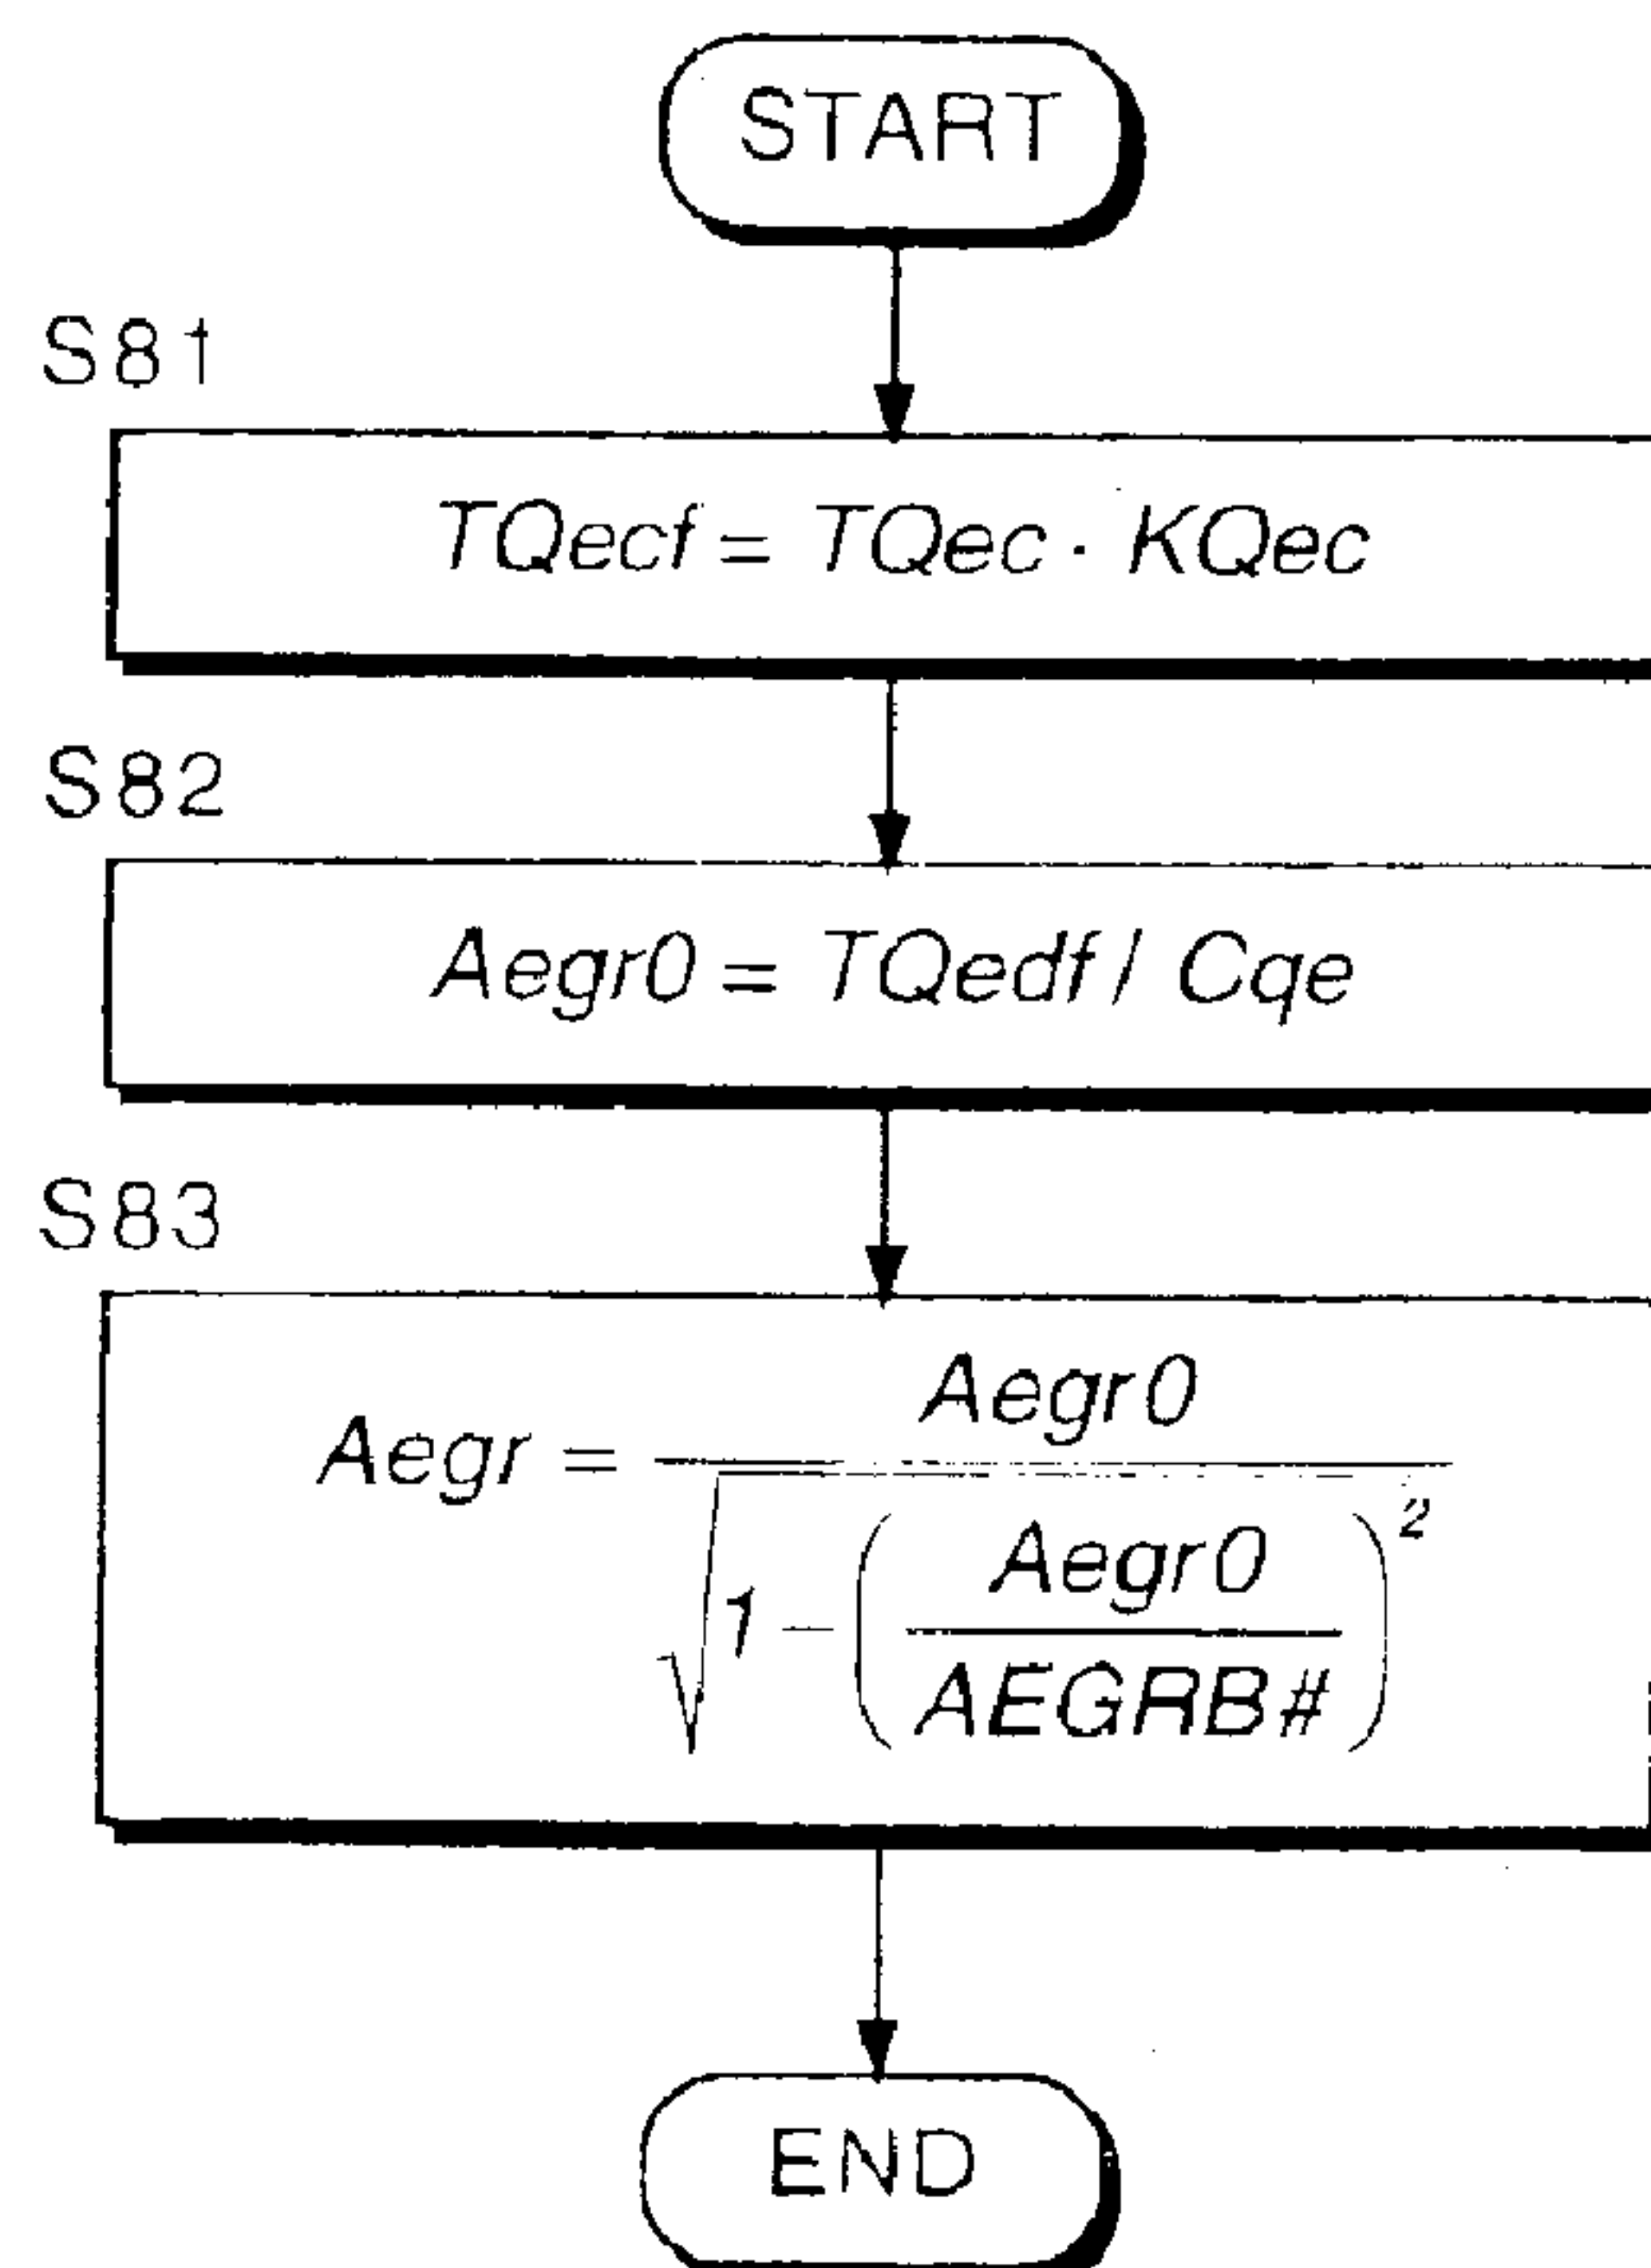 START
S81
TQecf = TQec · KQec
S82
Aegr0 = TQedf / Cqe
S83
Aegr0
Aegr =
√1 - ( Aegr0 )²
AEGRB#
END